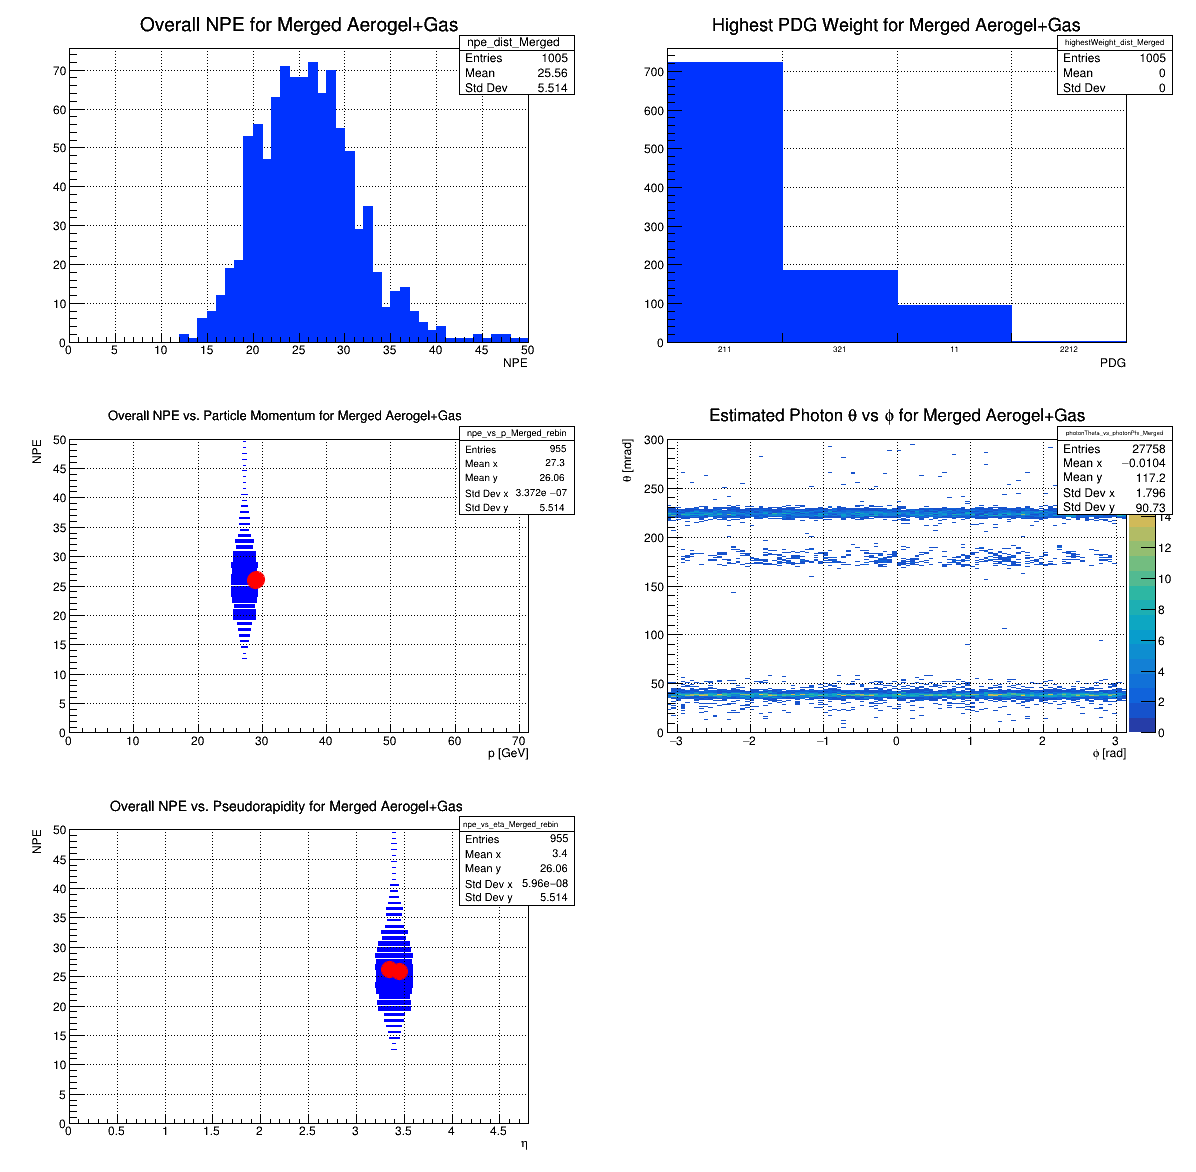 Overall NPE for Merged Aerogel+Gas
npe_dist_Merged
Entries 1005
Mean 25.56
Std Dev 5.514
70
60
50
40
30
20
10
0
0 5 10 15 20 25 30 35 40 45 50
NPE
Highest PDG Weight for Merged Aerogel+Gas
highestWeight_dist_Merged
Entries 1005
Mean 0
Std Dev 0
700
600
500
400
300
200
100
0
211 321 11 2212
PDG
Overall NPE vs. Particle Momentum for Merged Aerogel+Gas
npe_vs_p_Merged_rebin
Entries 955
Mean x 27.3
Mean y 26.06
Std Dev x 3.372e −07
Std Dev y 5.514
NPE
50
45
40
35
30
25
20
15
10
5
0
0 10 20 30 40 50 60 70
p [GeV]
Estimated Photon θ vs ϕ for Merged Aerogel+Gas
photonTheta_vs_photonPhi_Merged
Entries 27758
Mean x −0.0104
Mean y 117.2
Std Dev x 1.796
Std Dev y 90.73
θ [mrad]
300
250
200
150
100
50
0
−3 −2 −1 0 1 2 3
ϕ [rad]
14
12
10
8
6
4
2
0
Overall NPE vs. Pseudorapidity for Merged Aerogel+Gas
npe_vs_eta_Merged_rebin
Entries 955
Mean x 3.4
Mean y 26.06
Std Dev x 5.96e−08
Std Dev y 5.514
NPE
50
45
40
35
30
25
20
15
10
5
0
0 0.5 1 1.5 2 2.5 3 3.5 4 4.5
η